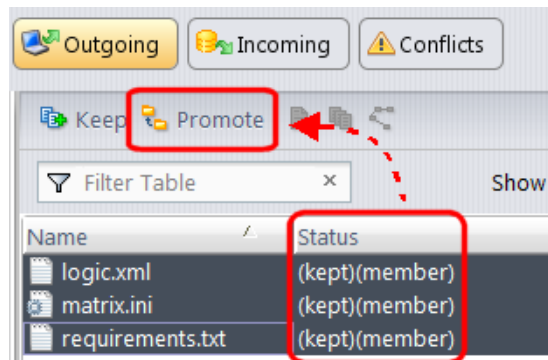 Outgoing Incoming Conflicts
Keep Promote
Filter Table × Show
Name Status
logic.xml (kept)(member)
matrix.ini (kept)(member)
requirements.txt (kept)(member)